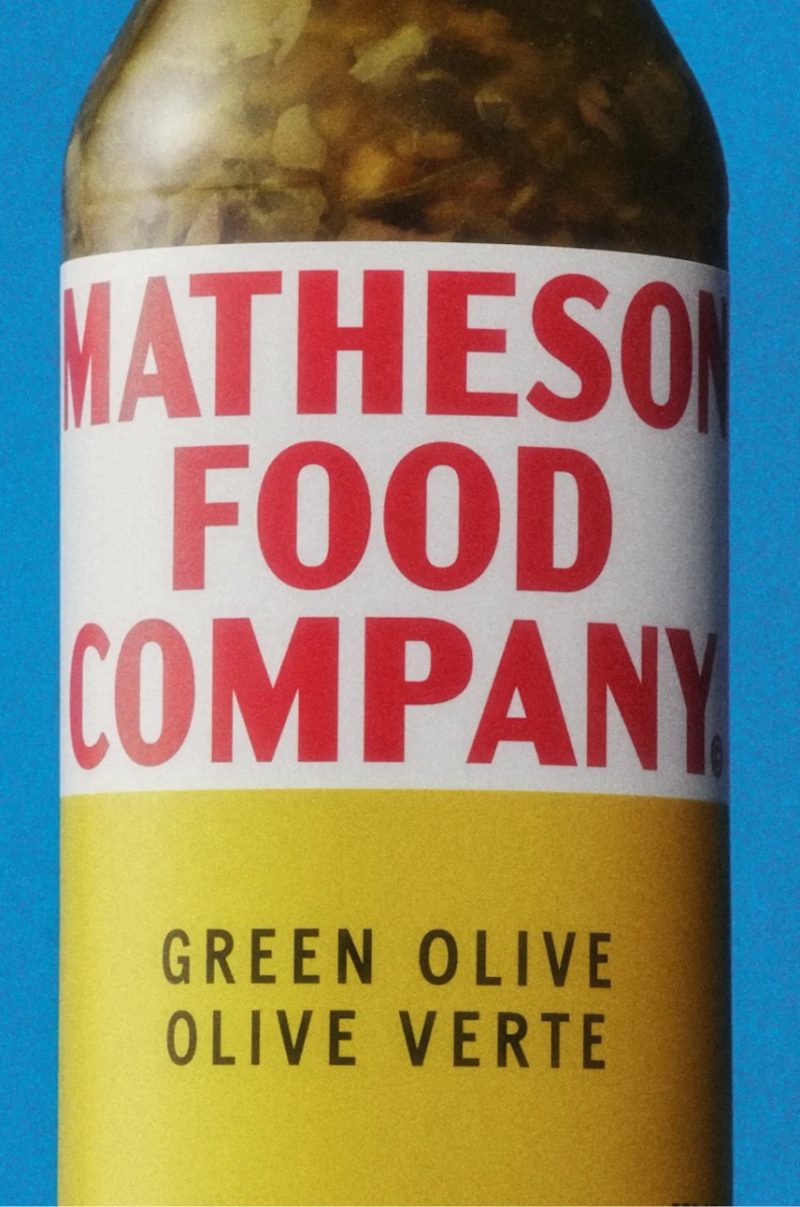 MATHESON
FOOD
COMPANY.
GREEN OLIVE
OLIVE VERTE